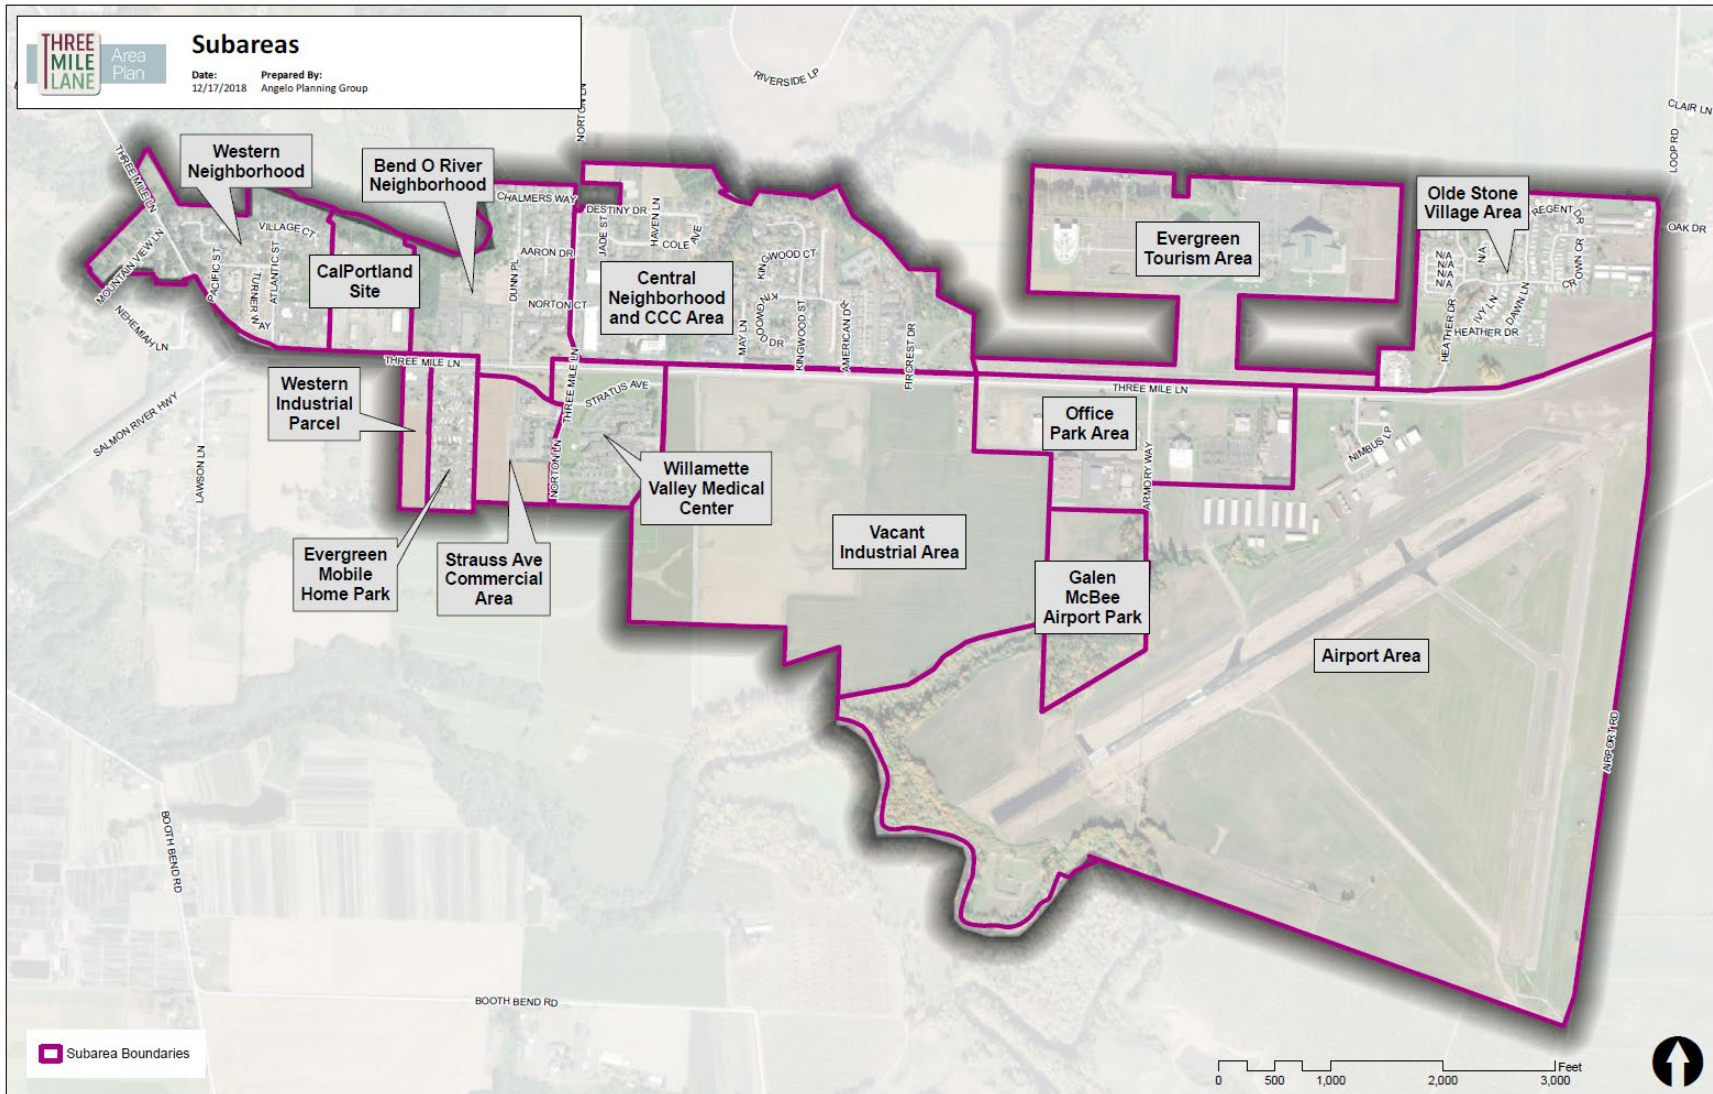 THREE
MILE
LANE
Area
Plan
Subareas
Date:
12/17/2018
Prepared By:
Angelo Planning Group
RIVERSIDE LP
NORTON LN
CLAIR LN
LOOP RD
OAK DR
THREE MILE LN
MOUNTAIN VIEW LN
NEHEMIAH LN
Western
Neighborhood
PACIFIC ST
VILLAGE CT
TURNER WAY
ATLANTIC ST
CalPortland
Site
Bend O River
Neighborhood
CHALMERS WAY
AARON DR
DUNN PL
NORTON CT
DESTINY DR
JADE ST
HAVEN LN
COLE AVE
Central
Neighborhood
and CCC Area
KINGWOOD CT
KINGWOOD DR
MAY LN
KINGWOOD ST
AMERICAN DR
FIRCREST DR
Evergreen
Tourism Area
Olde Stone
Village Area
REGENT DR
CROWN CR
N/A
N/A
N/A
N/A
N/A
HEATHER DR
IVY LN
DAWN LN
HEATHER DR
THREE MILE LN
THREE MILE LN
THREE MILE LN
STRATUS AVE
NORTON LN
SALMON RIVER HWY
LAWSON LN
Western
Industrial
Parcel
Evergreen
Mobile
Home Park
Strauss Ave
Commercial
Area
Willamette
Valley Medical
Center
Vacant
Industrial Area
Office
Park Area
ARMORY WAY
NIMBUS LP
Galen
McBee
Airport Park
Airport Area
AIRPORT RD
BOOTH BEND RD
BOOTH BEND RD
Subarea Boundaries
Feet
0 500 1,000 2,000 3,000